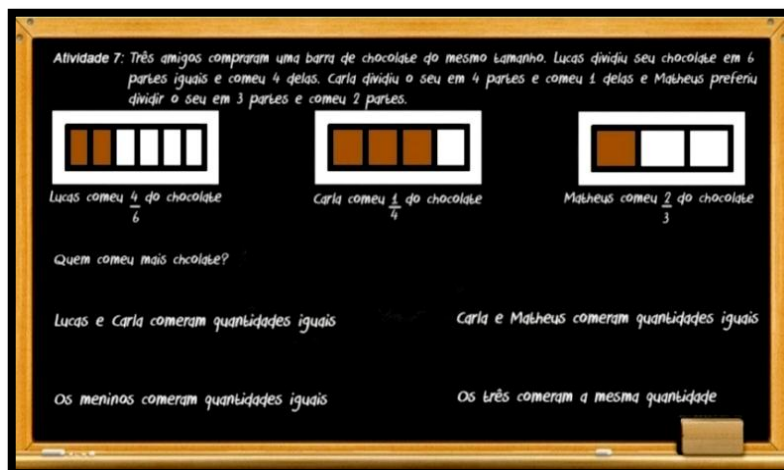 Atividade 7: Três amigos compraram uma barra de chocolate do mesmo tamanho. Lucas dividiu seu chocolate em 6
partes iguais e comeu 4 delas. Carla dividiu o seu em 4 partes e comeu 1 delas e Matheus preferiu
dividir o seu em 3 partes e comeu 2 partes.
Lucas comeu 4/6 do chocolate
Carla comeu 1/4 do chocolate
Matheus comeu 2/3 do chocolate
Quem comeu mais chcolate?
Lucas e Carla comeram quantidades iguais
Carla e Matheus comeram quantidades iguais
Os meninos comeram quantidades iguais
Os três comeram a mesma quantidade